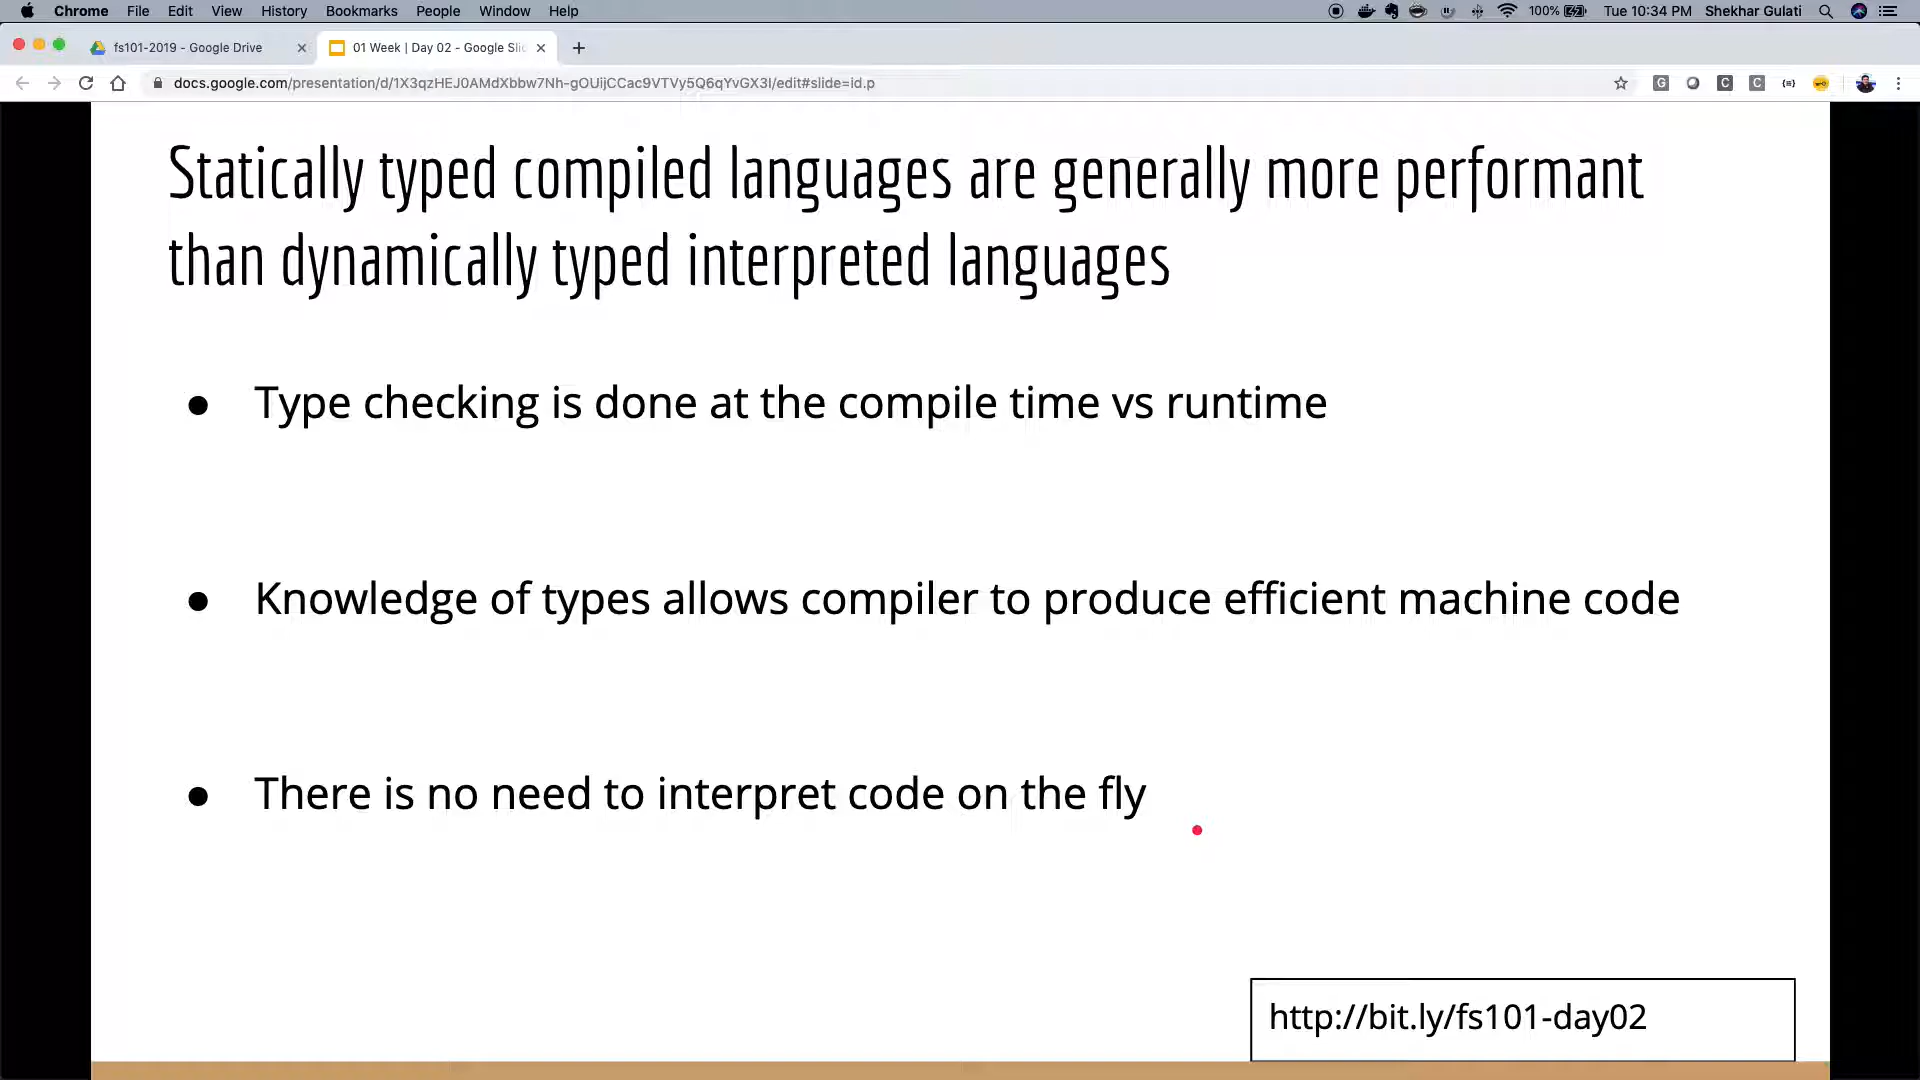 Chrome File Edit View History Bookmarks People Window Help 100% Tue 10:34 PM Shekhar Gulati
fs101-2019 - Google Drive 01 Week | Day 02 - Google Sli
docs.google.com/presentation/d/1X3qzHEJ0AMdXbbw7Nh-gOUijCCac9VTVy5Q6qYvGX3I/edit#slide=id.p
Statically typed compiled languages are generally more performant
than dynamically typed interpreted languages
● Type checking is done at the compile time vs runtime
● Knowledge of types allows compiler to produce efficient machine code
● There is no need to interpret code on the fly
http://bit.ly/fs101-day02